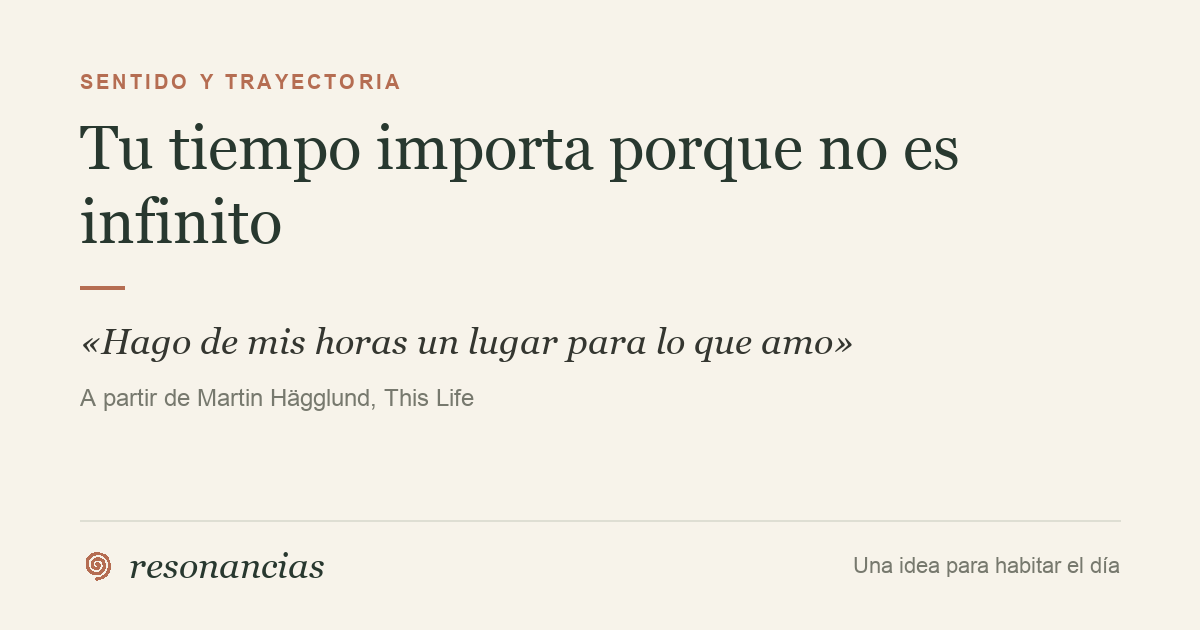 SENTIDO Y TRAYECTORIA
Tu tiempo importa porque no es
infinito
«Hago de mis horas un lugar para lo que amo»
A partir de Martin Hägglund, This Life
resonancias
Una idea para habitar el día